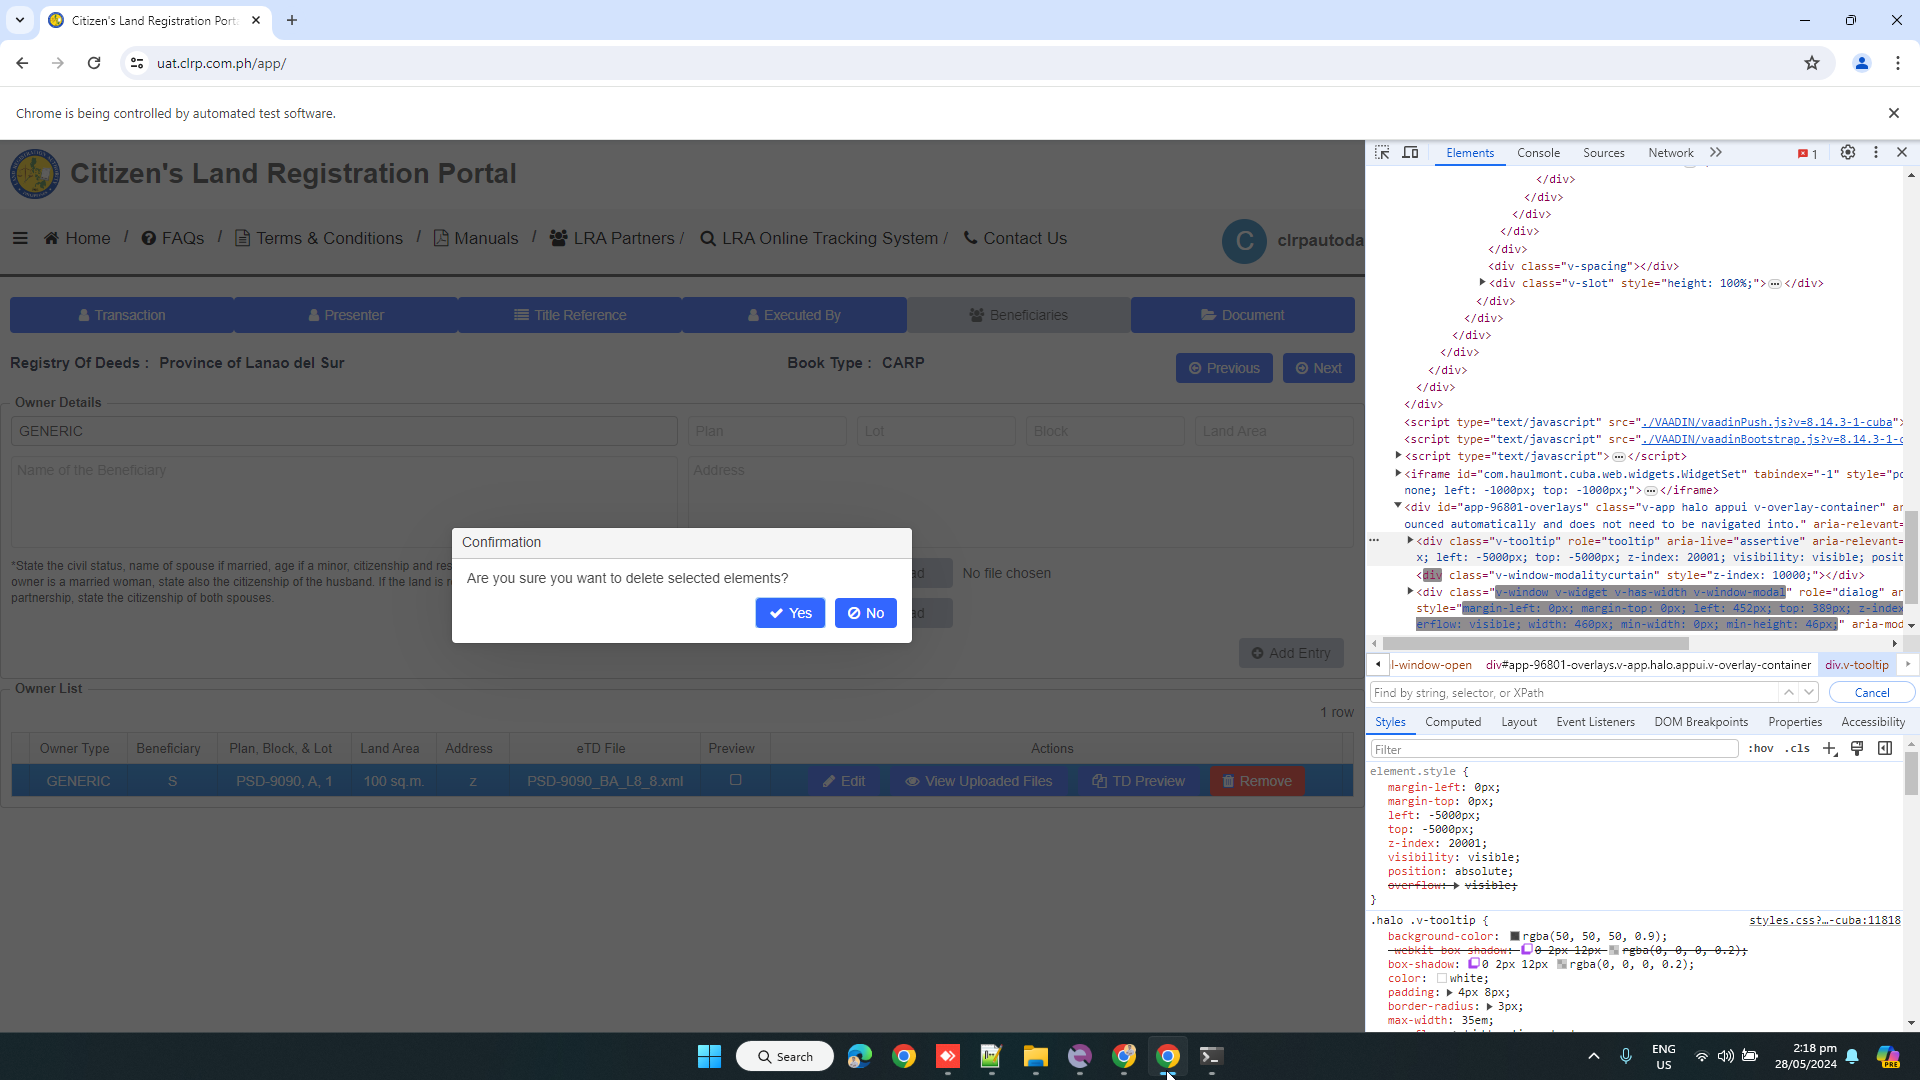 Citizen's Land Registration Porta
uat.clrp.com.ph/app/
Chrome is being controlled by automated test software.
Citizen's Land Registration Portal
Home / FAQs / Terms & Conditions / Manuals / LRA Partners / LRA Online Tracking System / Contact Us
C clrpautoda
Transaction Presenter Title Reference Executed By Beneficiaries Document
Registry Of Deeds : Province of Lanao del Sur Book Type : CARP Previous Next
Owner Details
GENERIC Plan Lot Block Land Area
Name of the Beneficiary Address
Confirmation
Are you sure you want to delete selected elements?
Yes No
*State the civil status, name of spouse if married, age if a minor, citizenship and res
owner is a married woman, state also the citizenship of the husband. If the land is r
partnership, state the citizenship of both spouses.
ad No file chosen
ad
Add Entry
Owner List
1 row
Owner Type Beneficiary Plan, Block, & Lot Land Area Address eTD File Preview Actions
GENERIC S PSD-9090, A, 1 100 sq.m. z PSD-9090_BA_L8_8.xml Edit View Uploaded Files TD Preview Remove
Elements Console Sources Network 1
</div>
</div>
</div>
</div>
</div>
<div class="v-spacing"></div>
<div class="v-slot" style="height: 100%;">…</div>
</div>
</div>
</div>
</div>
</div>
</div>
</div>
<script type="text/javascript" src="./VAADIN/vaadinPush.js?v=8.14.3-1-cuba">
<script type="text/javascript" src="./VAADIN/vaadinBootstrap.js?v=8.14.3-1-c
<script type="text/javascript">…</script>
<iframe id="com.haulmont.cuba.web.widgets.WidgetSet" tabindex="-1" style="po
none; left: -1000px; top: -1000px;">…</iframe>
<div id="app-96801-overlays" class="v-app halo appui v-overlay-container" ar
ounced automatically and does not need to be navigated into." aria-relevant=
<div class="v-tooltip" role="tooltip" aria-live="assertive" aria-relevant=
x; left: -5000px; top: -5000px; z-index: 20001; visibility: visible; posit
<div class="v-window-modalitycurtain" style="z-index: 10000;"></div>
<div class="v-window v-widget v-has-width v-window-modal" role="dialog" ar
style="margin-left: 0px; margin-top: 0px; left: 452px; top: 389px; z-index
erflow: visible; width: 460px; min-width: 0px; min-height: 46px;" aria-mod
l-window-open div#app-96801-overlays.v-app.halo.appui.v-overlay-container div.v-tooltip
Find by string, selector, or XPath Cancel
Styles Computed Layout Event Listeners DOM Breakpoints Properties Accessibility
Filter :hov .cls
element.style {
margin-left: 0px;
margin-top: 0px;
left: -5000px;
top: -5000px;
z-index: 20001;
visibility: visible;
position: absolute;
overflow: visible;
}
.halo .v-tooltip { styles.css?…-cuba:11818
background-color: rgba(50, 50, 50, 0.9);
-webkit-box-shadow: 0 2px 12px rgba(0, 0, 0, 0.2);
box-shadow: 0 2px 12px rgba(0, 0, 0, 0.2);
color: white;
padding: 4px 8px;
border-radius: 3px;
max-width: 35em;
Search
ENG
US
2:18 pm
28/05/2024
PRE